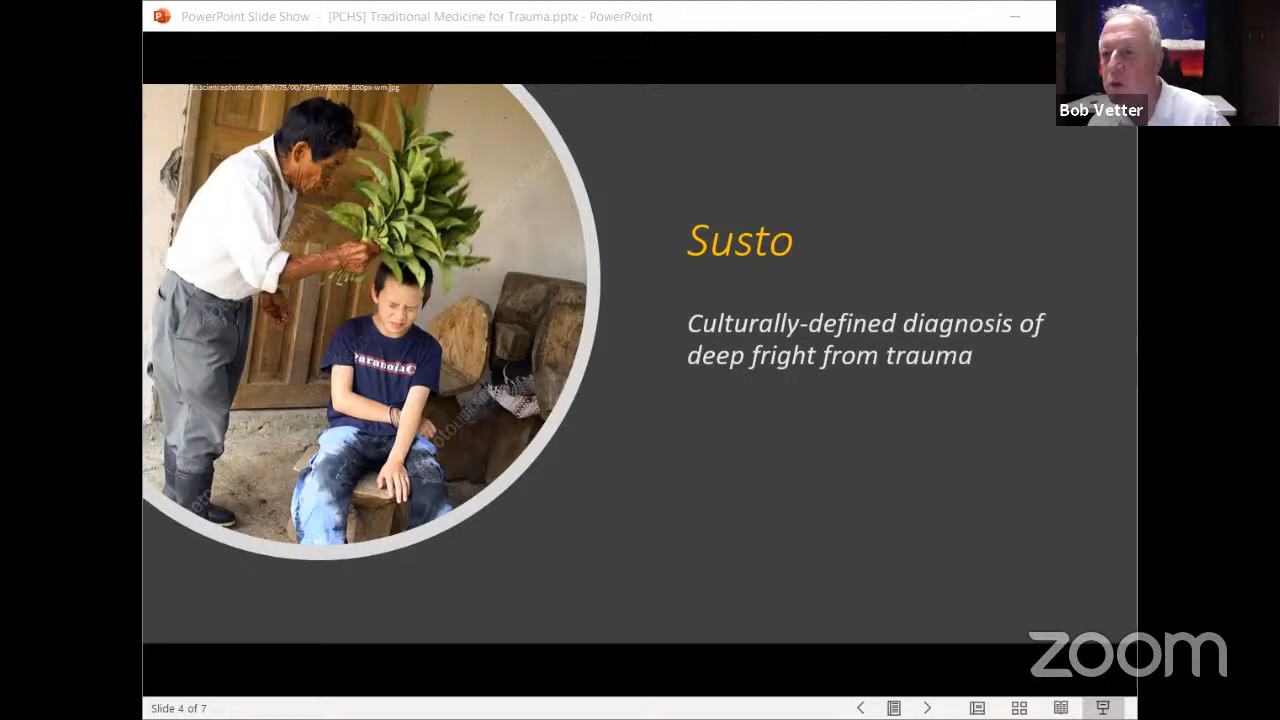 PowerPoint Slide Show - [PCHS] Traditional Medicine for Trauma.pptx - PowerPoint
Bob Vetter
Susto
Culturally-defined diagnosis of
deep fright from trauma
zoom
Slide 4 of 7